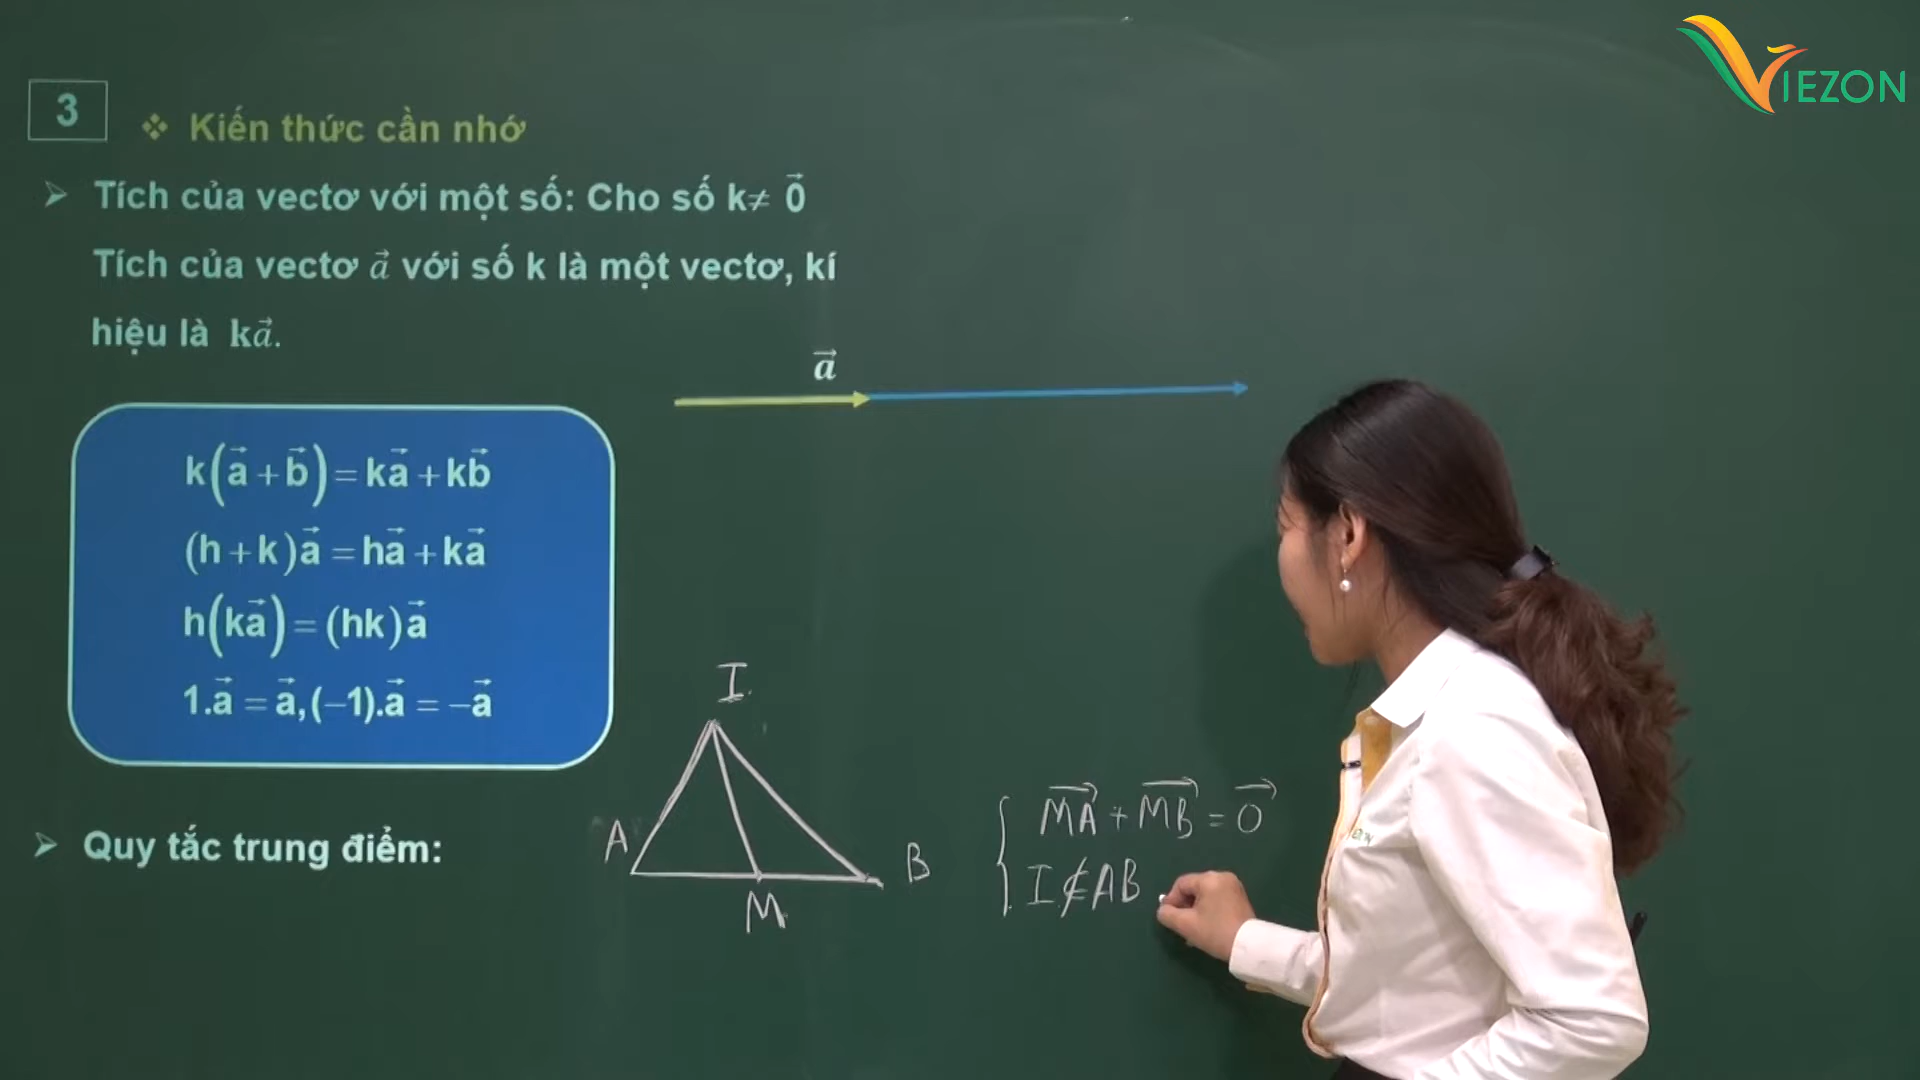 VIEZON
3
❖ Kiến thức cần nhớ
➢ Tích của vectơ với một số: Cho số k≠ 0⃗
Tích của vectơ a⃗ với số k là một vectơ, kí
hiệu là ka⃗.
a⃗
k(a⃗ + b⃗) = ka⃗ + kb⃗
(h + k)a⃗ = ha⃗ + ka⃗
h(ka⃗) = (hk)a⃗
1.a⃗ = a⃗,(−1).a⃗ = −a⃗
I
A
B
M
MA⃗ + MB⃗ = 0⃗
I ∉ AB
➢ Quy tắc trung điểm: